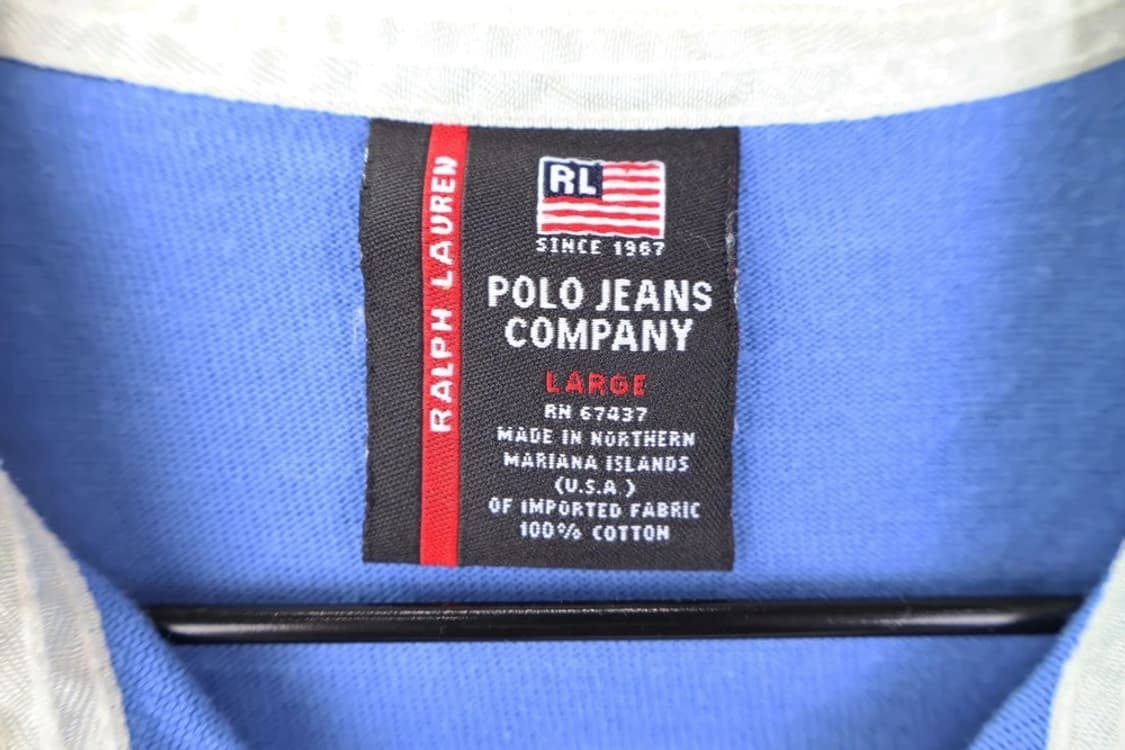 RALPH LAUREN
RL
SINCE 1967
POLO JEANS
COMPANY
LARGE
RN 67437
MADE IN NORTHERN
MARIANA ISLANDS
(U.S.A.)
OF IMPORTED FABRIC
100% COTTON